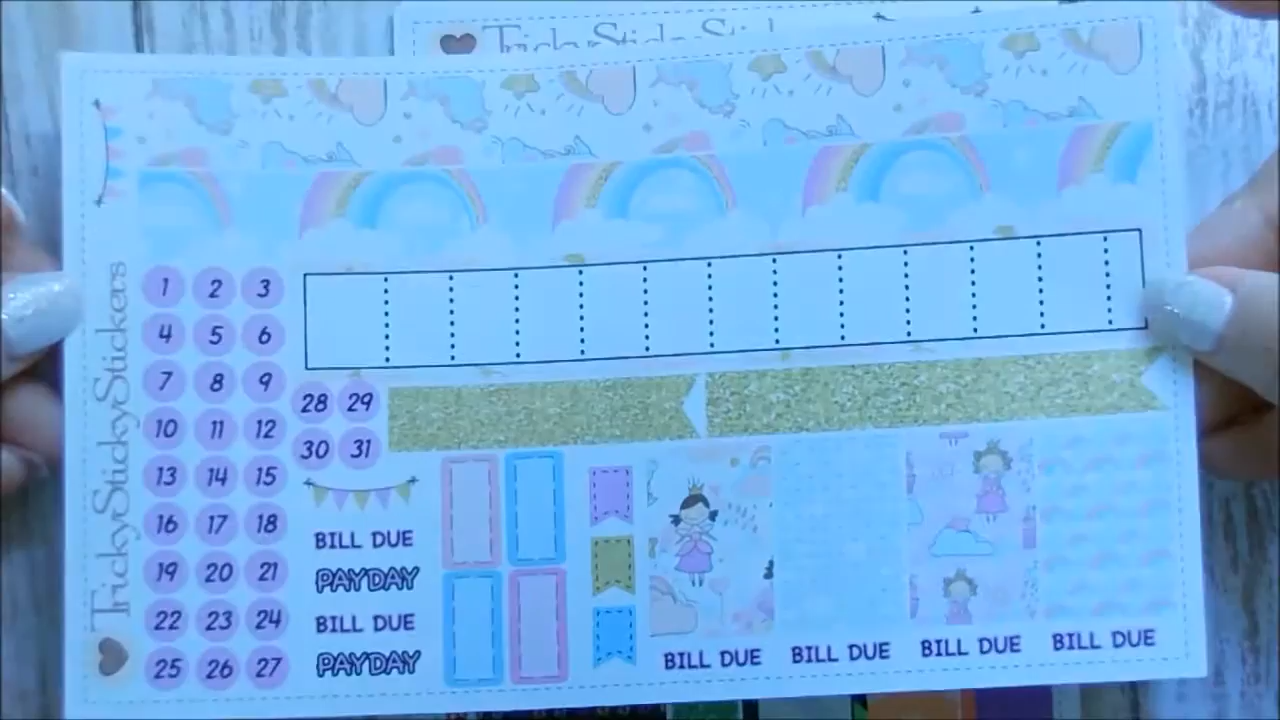 TrickyStickyStickers
TrickyStickyStickers
1 2 3
4 5 6
7 8 9
10 11 12
13 14 15
16 17 18
19 20 21
22 23 24
25 26 27
28 29
30 31
BILL DUE
PAYDAY
BILL DUE
PAYDAY
BILL DUE BILL DUE BILL DUE BILL DUE